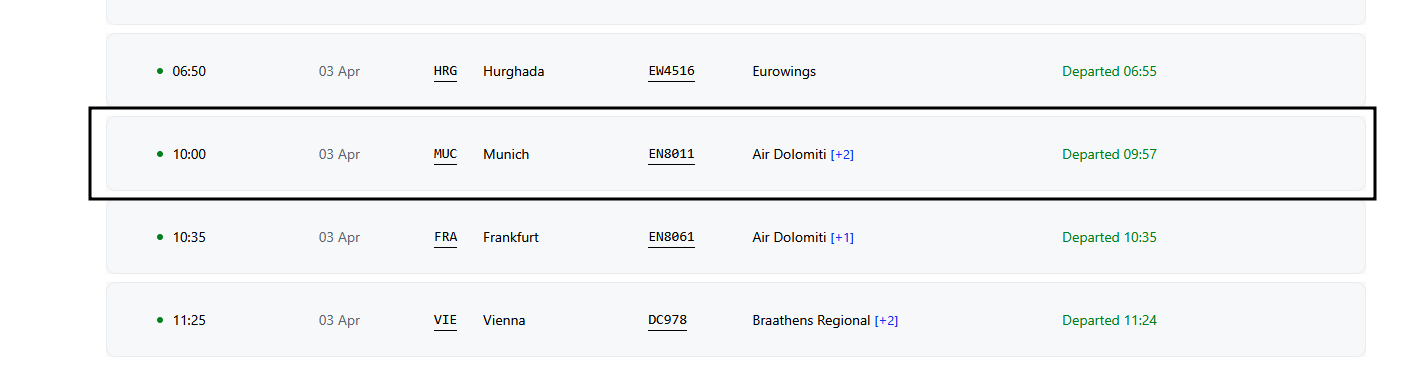 06:50 03 Apr HRG Hurghada EW4516 Eurowings Departed 06:55
10:00 03 Apr MUC Munich EN8011 Air Dolomiti [+2] Departed 09:57
10:35 03 Apr FRA Frankfurt EN8061 Air Dolomiti [+1] Departed 10:35
11:25 03 Apr VIE Vienna DC978 Braathens Regional [+2] Departed 11:24